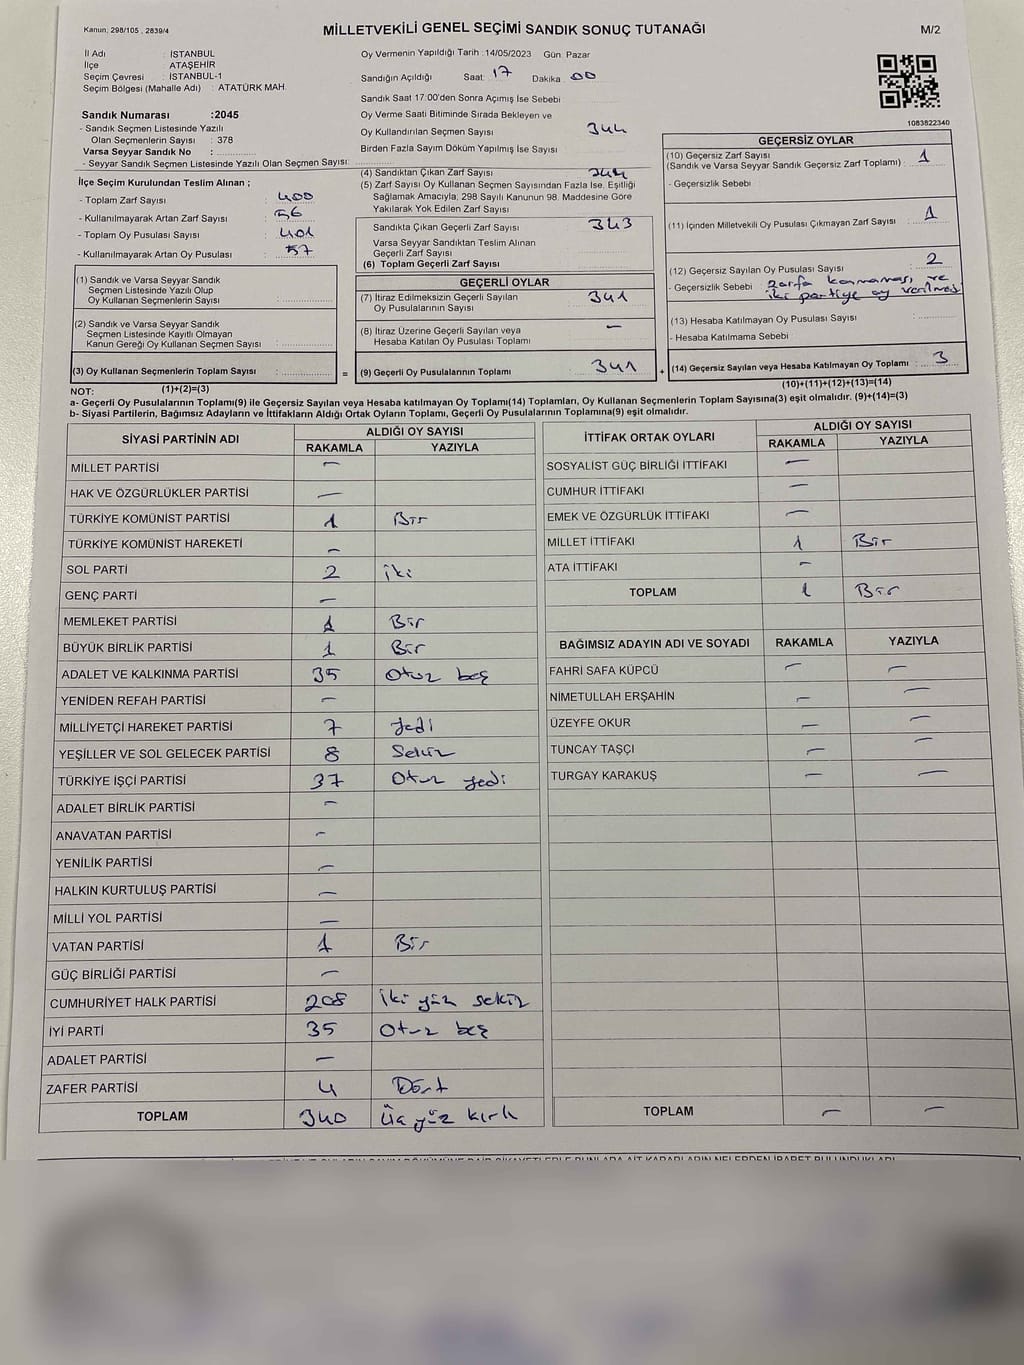 Kanun; 298/105 , 2839/4
MİLLETVEKİLİ GENEL SEÇİMİ SANDIK SONUÇ TUTANAĞI
M/2
İl Adı : İSTANBUL
İlçe : ATAŞEHİR
Seçim Çevresi : İSTANBUL-1
Seçim Bölgesi (Mahalle Adı) : ATATÜRK MAH.
Sandık Numarası :2045
- Sandık Seçmen Listesinde Yazılı
Olan Seçmenlerin Sayısı : 378
Varsa Seyyar Sandık No :
- Seyyar Sandık Seçmen Listesinde Yazılı Olan Seçmen Sayısı:
Oy Vermenin Yapıldığı Tarih :14/05/2023 Gün: Pazar
Sandığın Açıldığı Saat: 17 Dakika : 00
Sandık Saat 17:00'den Sonra Açımış İse Sebebi
Oy Verme Saati Bitiminde Sırada Bekleyen ve
Oy Kullandırılan Seçmen Sayısı 344
Birden Fazla Sayım Döküm Yapılmış İse Sayısı
1083822340
İlçe Seçim Kurulundan Teslim Alınan ;
- Toplam Zarf Sayısı : 400
- Kullanılmayarak Artan Zarf Sayısı : 56
- Toplam Oy Pusulası Sayısı : 401
- Kullanılmayarak Artan Oy Pusulası : 57
(4) Sandıktan Çıkan Zarf Sayısı 344
(5) Zarf Sayısı Oy Kullanan Seçmen Sayısından Fazla İse, Eşitliği
Sağlamak Amacıyla; 298 Sayılı Kanunun 98. Maddesine Göre
Yakılarak Yok Edilen Zarf Sayısı
Sandıkta Çıkan Geçerli Zarf Sayısı 343
Varsa Seyyar Sandıktan Teslim Alınan
Geçerli Zarf Sayısı
(6) Toplam Geçerli Zarf Sayısı
GEÇERSİZ OYLAR
(10) Geçersiz Zarf Sayısı
(Sandık ve Varsa Seyyar Sandık Geçersiz Zarf Toplamı) : 1
- Geçersizlik Sebebi
(11) İçinden Milletvekili Oy Pusulası Çıkmayan Zarf Sayısı : 1
(12) Geçersiz Sayılan Oy Pusulası Sayısı : 2
- Geçersizlik Sebebi zarfa konmaması, ve
iki partiye oy verilmesi
(13) Hesaba Katılmayan Oy Pusulası Sayısı :
- Hesaba Katılmama Sebebi
(14) Geçersiz Sayılan veya Hesaba Katılmayan Oy Toplamı : 3
(10)+(11)+(12)+(13)=(14)
(1) Sandık ve Varsa Seyyar Sandık
Seçmen Listesinde Yazılı Olup
Oy Kullanan Seçmenlerin Sayısı :
(2) Sandık ve Varsa Seyyar Sandık
Seçmen Listesinde Kayıtlı Olmayan
Kanun Gereği Oy Kullanan Seçmen Sayısı :
(3) Oy Kullanan Seçmenlerin Toplam Sayısı : =
(1)+(2)=(3)
GEÇERLİ OYLAR
(7) İtiraz Edilmeksizin Geçerli Sayılan
Oy Pusulalarının Sayısı 341
(8) İtiraz Üzerine Geçerli Sayılan veya
Hesaba Katılan Oy Pusulası Toplamı —
(9) Geçerli Oy Pusulalarının Toplamı 341 +
NOT:
a- Geçerli Oy Pusulalarının Toplamı(9) ile Geçersiz Sayılan veya Hesaba Katılmayan Oy Toplamı(14) Toplamları, Oy Kullanan Seçmenlerin Toplam Sayısına(3) eşit olmalıdır. (9)+(14)=(3)
b- Siyasi Partilerin, Bağımsız Adayların ve İttifakların Aldığı Ortak Oyların Toplamı, Geçerli Oy Pusulalarının Toplamına(9) eşit olmalıdır.
SİYASİ PARTİNİN ADI ALDIĞI OY SAYISI
RAKAMLA YAZIYLA
MİLLET PARTİSİ —
HAK VE ÖZGÜRLÜKLER PARTİSİ —
TÜRKİYE KOMÜNİST PARTİSİ 1 Bir
TÜRKİYE KOMÜNİST HAREKETİ —
SOL PARTİ 2 iki
GENÇ PARTİ —
MEMLEKET PARTİSİ 1 Bir
BÜYÜK BİRLİK PARTİSİ 1 Bir
ADALET VE KALKINMA PARTİSİ 35 Otuz beş
YENİDEN REFAH PARTİSİ —
MİLLİYETÇİ HAREKET PARTİSİ 7 yedi
YEŞİLLER VE SOL GELECEK PARTİSİ 8 Sekiz
TÜRKİYE İŞÇİ PARTİSİ 37 Otuz yedi
ADALET BİRLİK PARTİSİ —
ANAVATAN PARTİSİ —
YENİLİK PARTİSİ —
HALKIN KURTULUŞ PARTİSİ —
MİLLİ YOL PARTİSİ —
VATAN PARTİSİ 1 Bir
GÜÇ BİRLİĞİ PARTİSİ —
CUMHURİYET HALK PARTİSİ 208 iki yüz sekiz
İYİ PARTİ 35 Otuz beş
ADALET PARTİSİ —
ZAFER PARTİSİ 4 Dört
TOPLAM 340 Üç yüz kırk
İTTİFAK ORTAK OYLARI ALDIĞI OY SAYISI
RAKAMLA YAZIYLA
SOSYALİST GÜÇ BİRLİĞİ İTTİFAKI —
CUMHUR İTTİFAKI —
EMEK VE ÖZGÜRLÜK İTTİFAKI —
MİLLET İTTİFAKI 1 Bir
ATA İTTİFAKI —
TOPLAM 1 Bir
BAĞIMSIZ ADAYIN ADI VE SOYADI RAKAMLA YAZIYLA
FAHRİ SAFA KÜPCÜ — —
NİMETULLAH ERŞAHİN — —
ÜZEYFE OKUR — —
TUNCAY TAŞÇI — —
TURGAY KARAKUŞ — —
TOPLAM — —